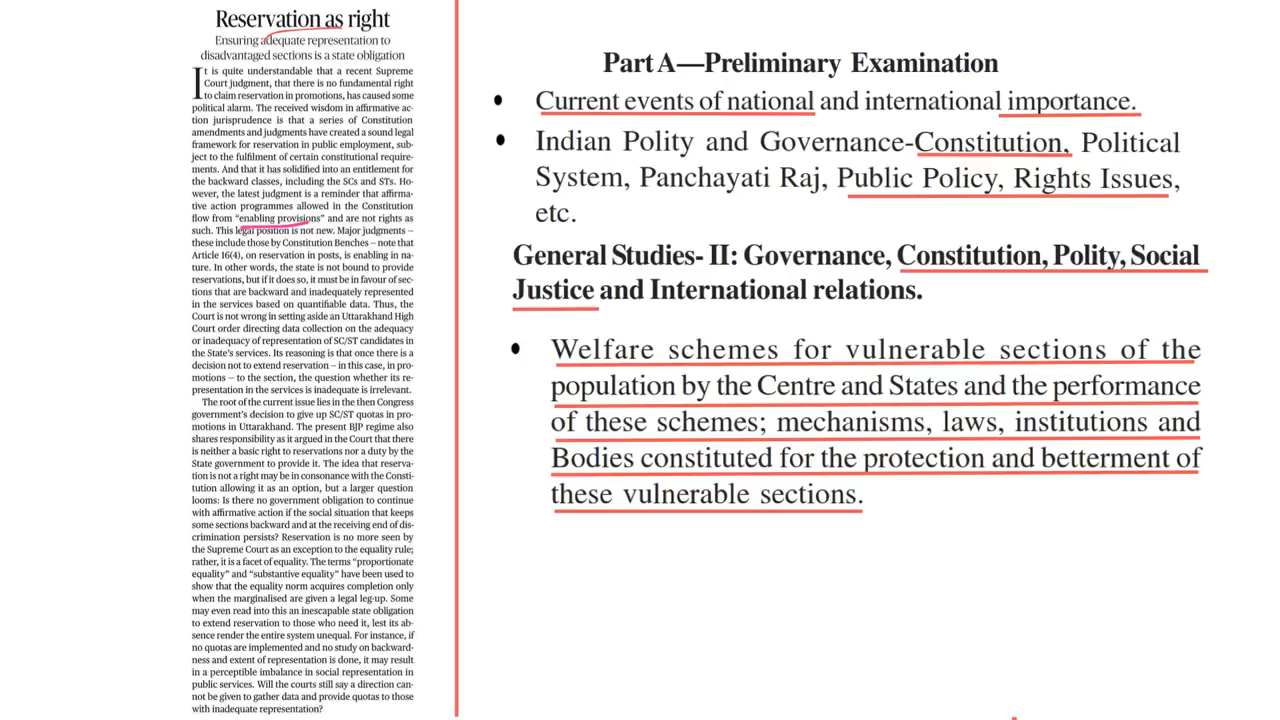 Reservation as right
Ensuring adequate representation to
disadvantaged sections is a state obligation
It is quite understandable that a recent Supreme
Court judgment, that there is no fundamental right
to claim reservation in promotions, has caused some
political alarm. The received wisdom in affirmative ac-
tion jurisprudence is that a series of Constitution
amendments and judgments have created a sound legal
framework for reservation in public employment, sub-
ject to the fulfilment of certain constitutional require-
ments. And that it has solidified into an entitlement for
the backward classes, including the SCs and STs. Ho-
wever, the latest judgment is a reminder that affirma-
tive action programmes allowed in the Constitution
flow from “enabling provisions” and are not rights as
such. This legal position is not new. Major judgments —
these include those by Constitution Benches — note that
Article 16(4), on reservation in posts, is enabling in na-
ture. In other words, the state is not bound to provide
reservations, but if it does so, it must be in favour of sec-
tions that are backward and inadequately represented
in the services based on quantifiable data. Thus, the
Court is not wrong in setting aside an Uttarakhand High
Court order directing data collection on the adequacy
or inadequacy of representation of SC/ST candidates in
the State’s services. Its reasoning is that once there is a
decision not to extend reservation — in this case, in pro-
motions — to the section, the question whether its re-
presentation in the services is inadequate is irrelevant.
The root of the current issue lies in the then Congress
government’s decision to give up SC/ST quotas in pro-
motions in Uttarakhand. The present BJP regime also
shares responsibility as it argued in the Court that there
is neither a basic right to reservations nor a duty by the
State government to provide it. The idea that reserva-
tion is not a right may be in consonance with the Consti-
tution allowing it as an option, but a larger question
looms: Is there no government obligation to continue
with affirmative action if the social situation that keeps
some sections backward and at the receiving end of dis-
crimination persists? Reservation is no more seen by
the Supreme Court as an exception to the equality rule;
rather, it is a facet of equality. The terms “proportionate
equality” and “substantive equality” have been used to
show that the equality norm acquires completion only
when the marginalised are given a legal leg-up. Some
may even read into this an inescapable state obligation
to extend reservation to those who need it, lest its ab-
sence render the entire system unequal. For instance, if
no quotas are implemented and no study on backward-
ness and extent of representation is done, it may result
in a perceptible imbalance in social representation in
public services. Will the courts still say a direction can-
not be given to gather data and provide quotas to those
with inadequate representation?
Part A—Preliminary Examination
• Current events of national and international importance.
• Indian Polity and Governance-Constitution, Political
System, Panchayati Raj, Public Policy, Rights Issues,
etc.
General Studies- II: Governance, Constitution, Polity, Social
Justice and International relations.
• Welfare schemes for vulnerable sections of the
population by the Centre and States and the performance
of these schemes; mechanisms, laws, institutions and
Bodies constituted for the protection and betterment of
these vulnerable sections.